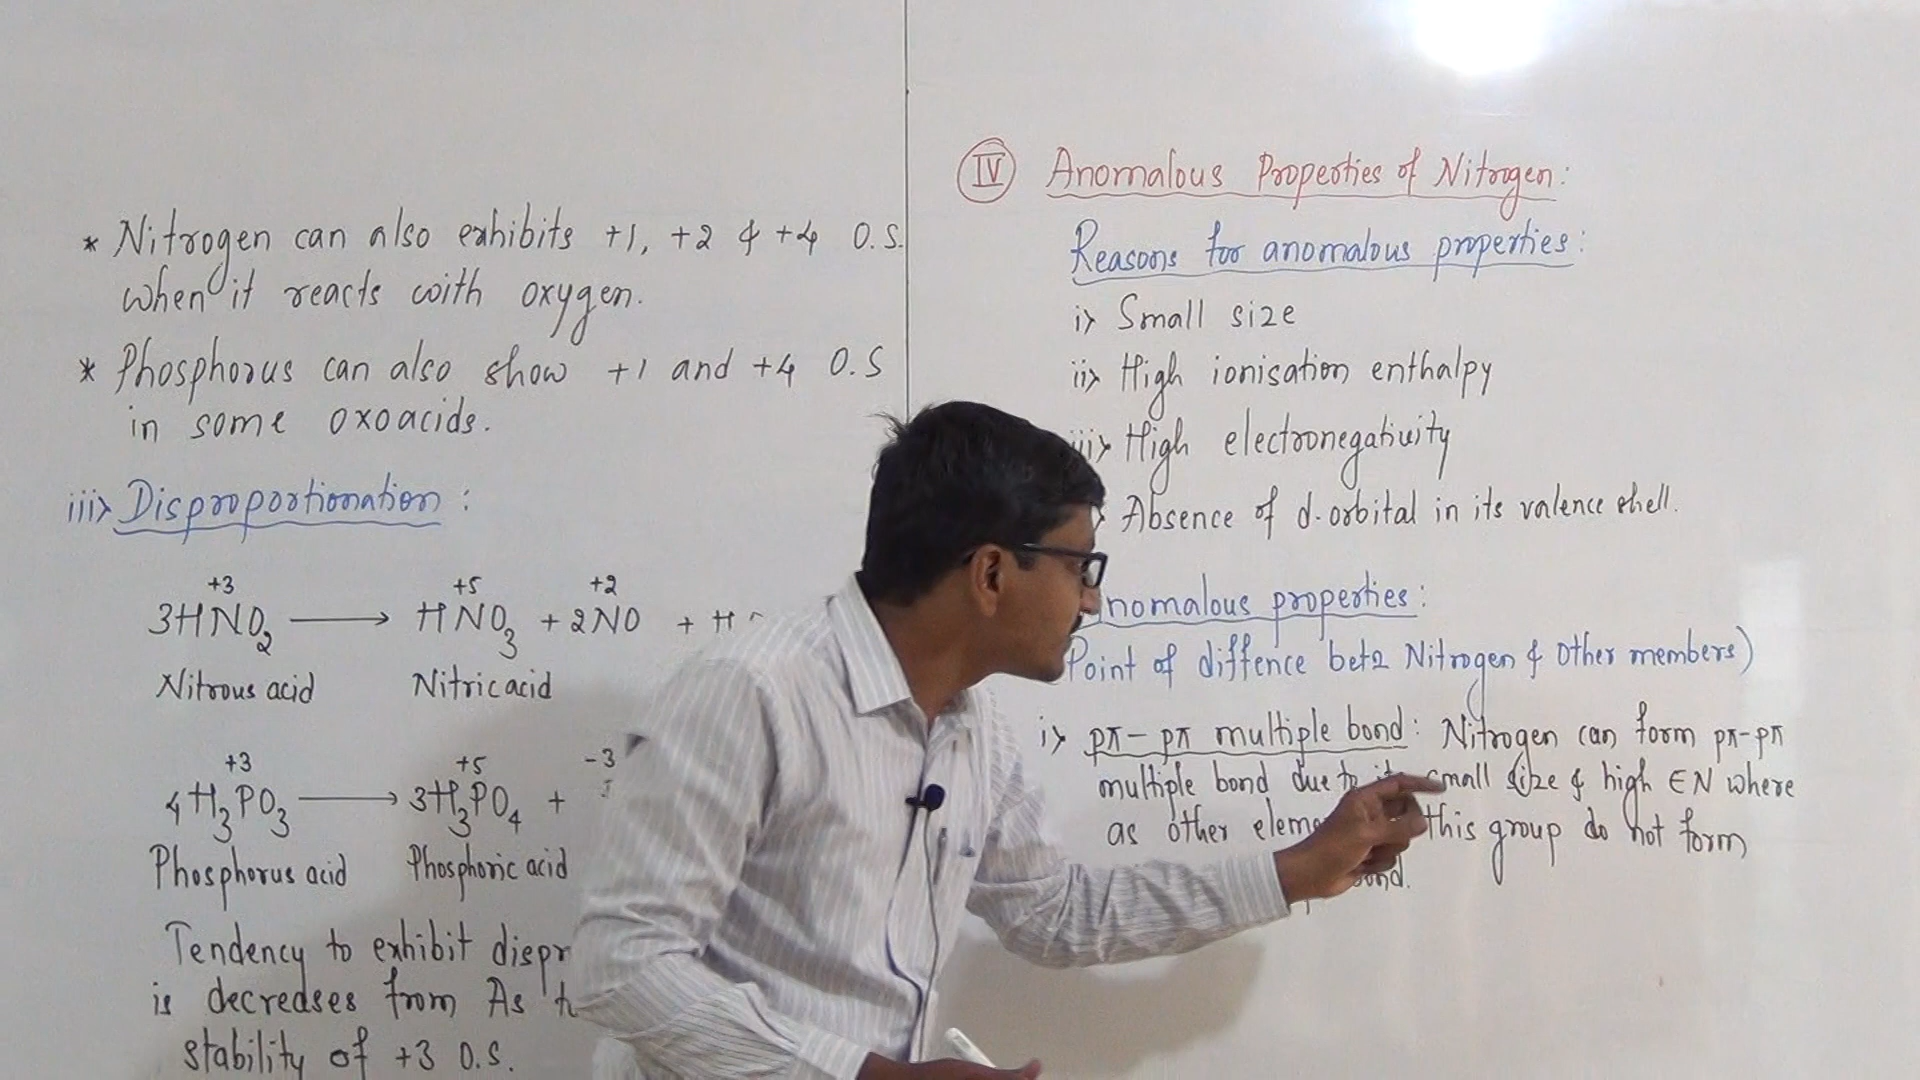 * Nitrogen can also exhibits +1, +2 & +4 O.S.
when it reacts with oxygen.
* Phosphorus can also show +1 and +4 O.S
in some oxoacids.
iii> Disproportionation :
+3 +5 +2
3HNO₂ ⟶ HNO₃ + 2NO + H
Nitrous acid Nitric acid
+3 +5 -3
4H₃PO₃ ⟶ 3H₃PO₄ +
Phosphorus acid Phosphoric acid
Tendency to exhibit dispr
is decreases from As t
stability of +3 O.S.
IV Anomalous Properties of Nitrogen :
Reasons for anomalous properties :
i> Small size
ii> High ionisation enthalpy
iii> High electronegativity
> Absence of d-orbital in its valence shell.
nomalous properties :
Point of diffence bet2 Nitrogen & Other members)
i> pπ - pπ multiple bond : Nitrogen can form pπ-pπ
multiple bond due to its small size & high EN where
as other eleme this group do not form
bond.